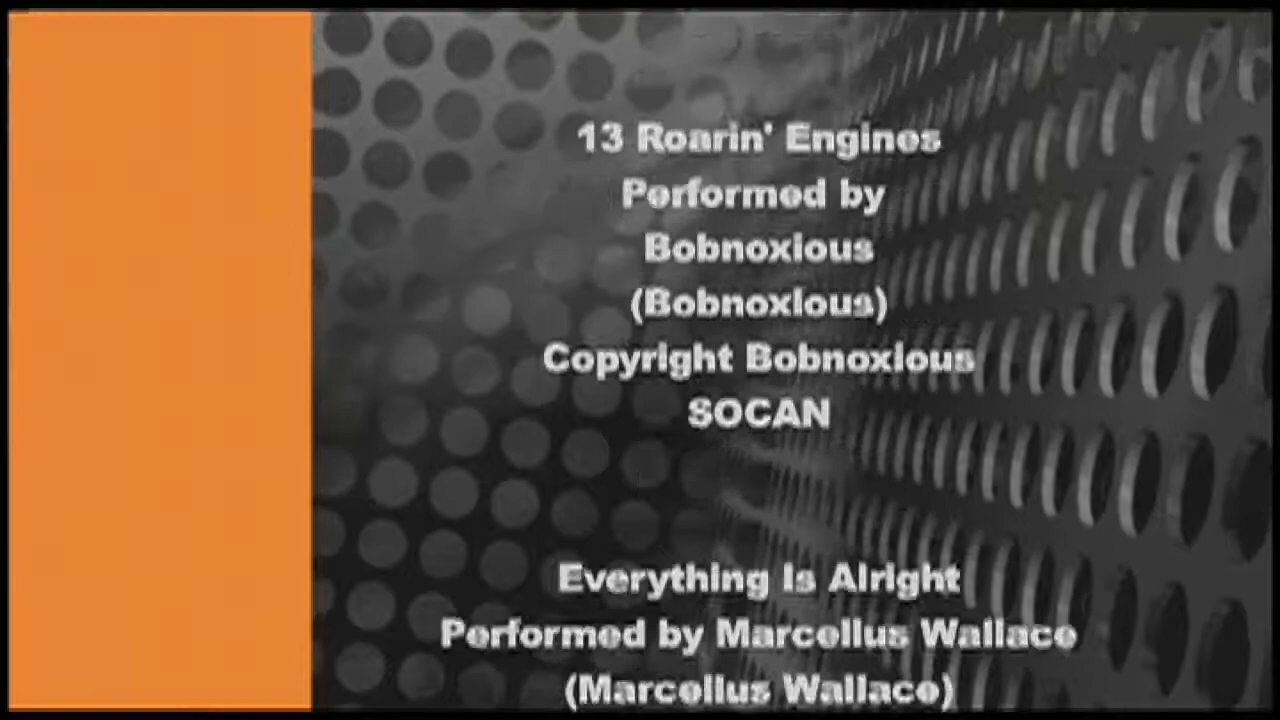 13 Roarin' Engines
Performed by
Bobnoxious
(Bobnoxious)
Copyright Bobnoxious
SOCAN
Everything Is Alright
Performed by Marcellus Wallace
(Marcellus Wallace)